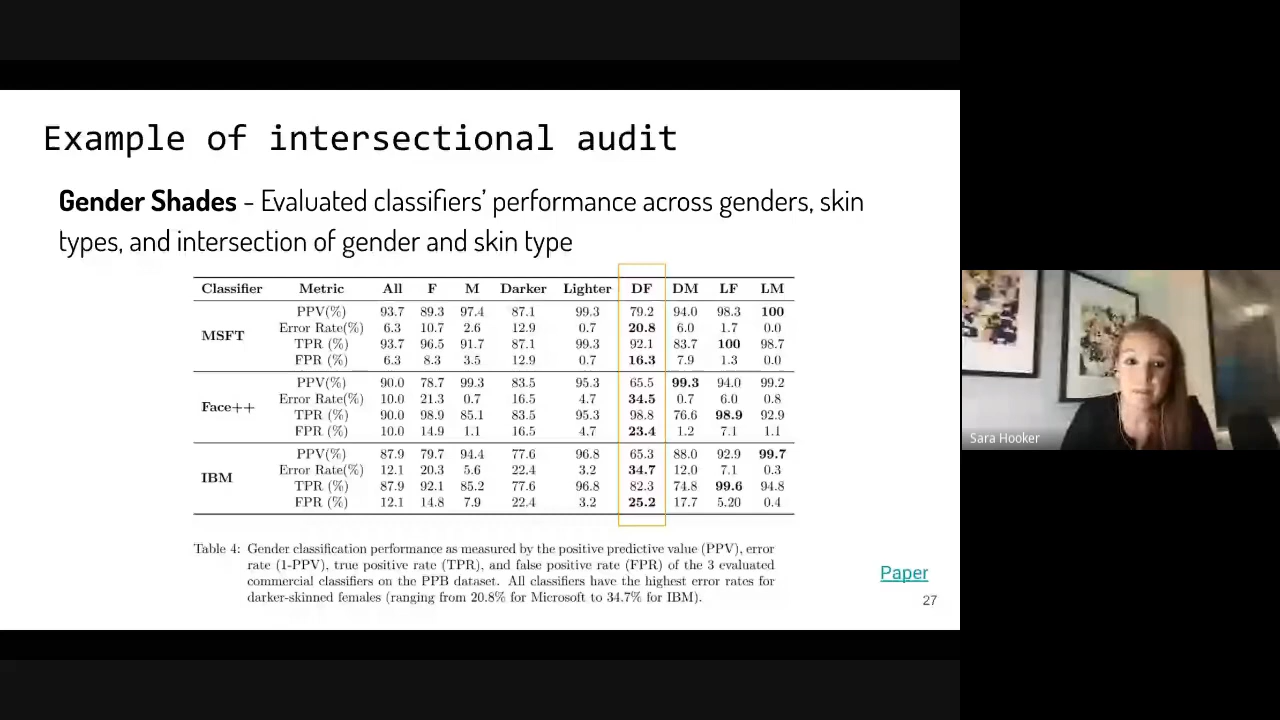 Example of intersectional audit
Gender Shades - Evaluated classifiers' performance across genders, skin
types, and intersection of gender and skin type
Classifier Metric All F M Darker Lighter DF DM LF LM
MSFT
PPV(%) 93.7 89.3 97.4 87.1 99.3 79.2 94.0 98.3 100
Error Rate(%) 6.3 10.7 2.6 12.9 0.7 20.8 6.0 1.7 0.0
TPR (%) 93.7 96.5 91.7 87.1 99.3 92.1 83.7 100 98.7
FPR (%) 6.3 8.3 3.5 12.9 0.7 16.3 7.9 1.3 0.0
Face++
PPV(%) 90.0 78.7 99.3 83.5 95.3 65.5 99.3 94.0 99.2
Error Rate(%) 10.0 21.3 0.7 16.5 4.7 34.5 0.7 6.0 0.8
TPR (%) 90.0 98.9 85.1 83.5 95.3 98.8 76.6 98.9 92.9
FPR (%) 10.0 14.9 1.1 16.5 4.7 23.4 1.2 7.1 1.1
IBM
PPV(%) 87.9 79.7 94.4 77.6 96.8 65.3 88.0 92.9 99.7
Error Rate(%) 12.1 20.3 5.6 22.4 3.2 34.7 12.0 7.1 0.3
TPR (%) 87.9 92.1 85.2 77.6 96.8 82.3 74.8 99.6 94.8
FPR (%) 12.1 14.8 7.9 22.4 3.2 25.2 17.7 5.20 0.4
Table 4: Gender classification performance as measured by the positive predictive value (PPV), error
rate (1-PPV), true positive rate (TPR), and false positive rate (FPR) of the 3 evaluated
commercial classifiers on the PPB dataset. All classifiers have the highest error rates for
darker-skinned females (ranging from 20.8% for Microsoft to 34.7% for IBM).
Paper
27
Sara Hooker